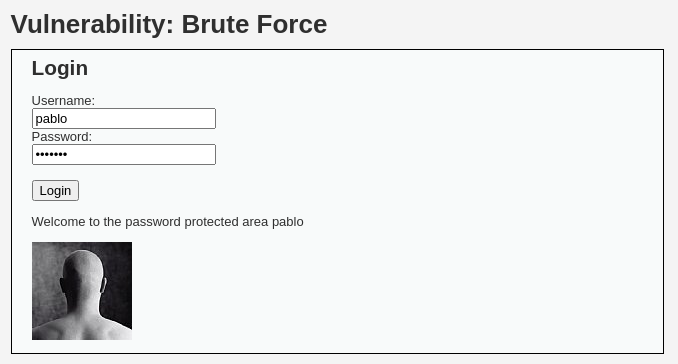 Vulnerability: Brute Force
Login
Username:
pablo
Password:
•••••••
Login
Welcome to the password protected area pablo